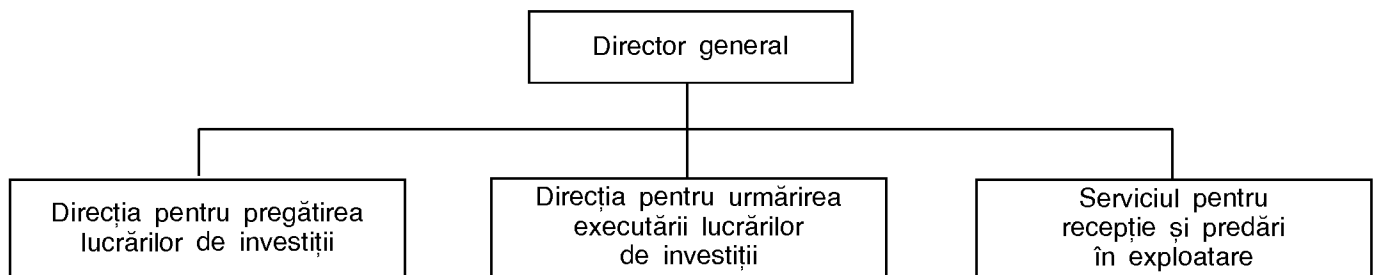 Director general
Direcția pentru pregătirea
lucrărilor de investiții
Direcția pentru urmărirea
executării lucrărilor
de investiții
Serviciul pentru
recepție și predări
în exploatare